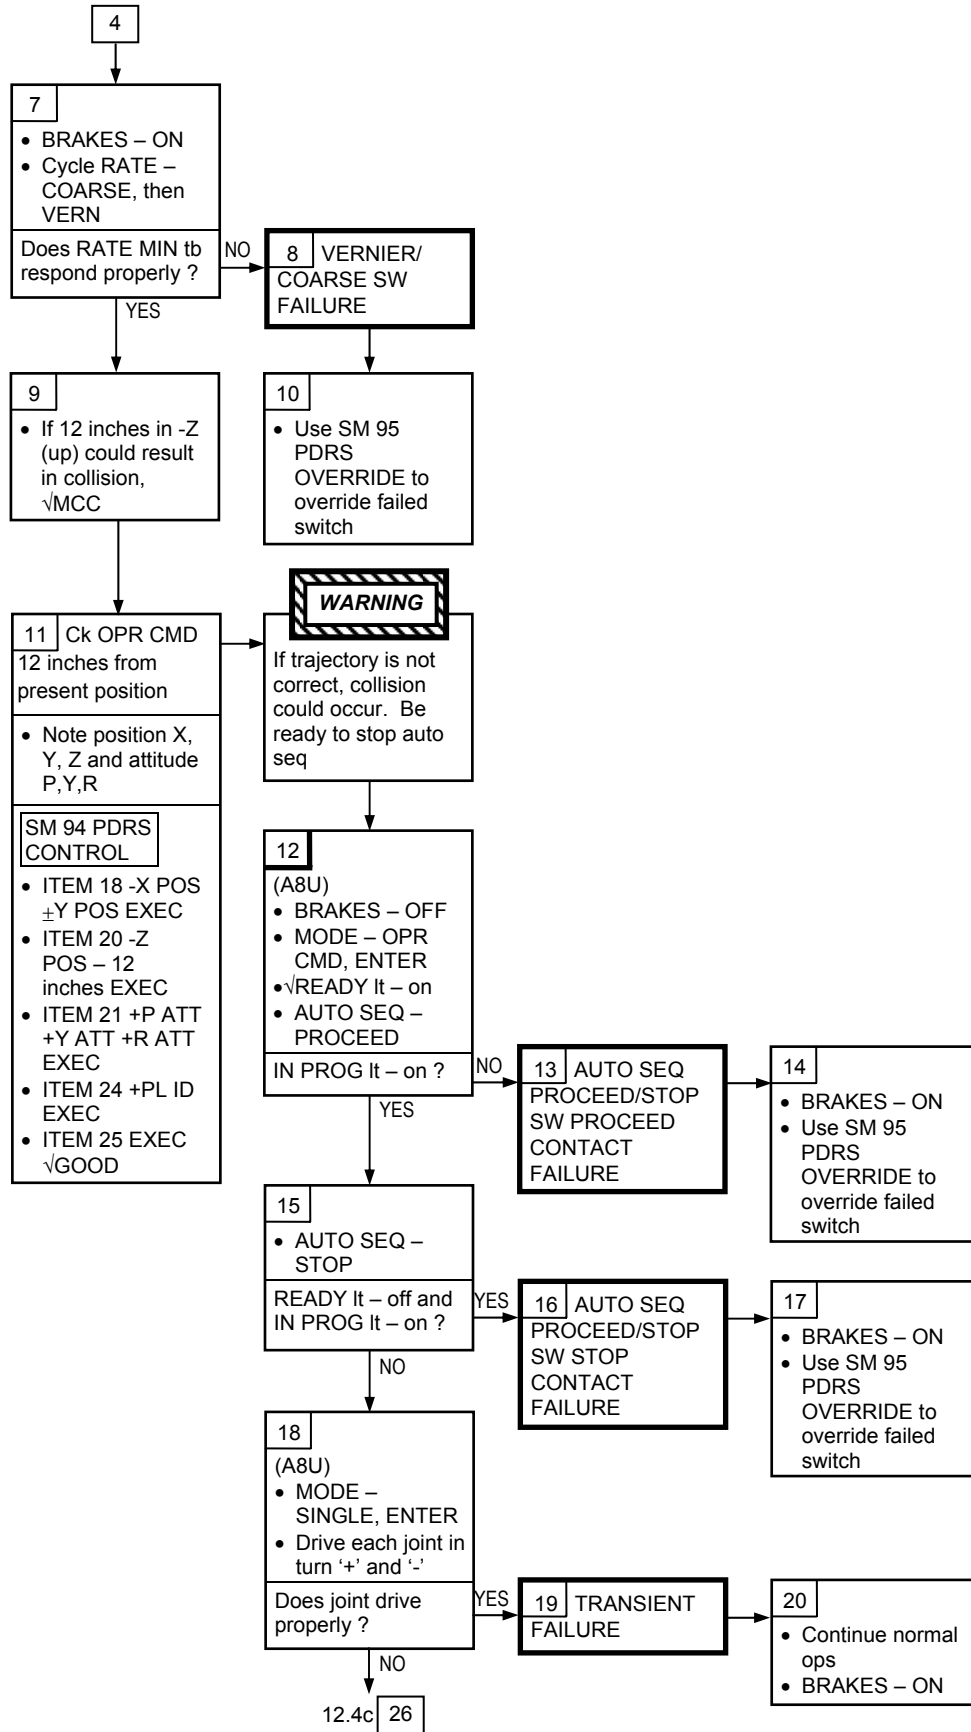 4
7
• BRAKES – ON
• Cycle RATE –
COARSE, then
VERN
Does RATE MIN tb
respond properly ?
NO
YES
8 VERNIER/
COARSE SW
FAILURE
9
• If 12 inches in -Z
(up) could result
in collision,
√MCC
10
• Use SM 95
PDRS
OVERRIDE to
override failed
switch
11 Ck OPR CMD
12 inches from
present position
• Note position X,
Y, Z and attitude
P,Y,R
SM 94 PDRS
CONTROL
• ITEM 18 -X POS
±Y POS EXEC
• ITEM 20 -Z
POS – 12
inches EXEC
• ITEM 21 +P ATT
+Y ATT +R ATT
EXEC
• ITEM 24 +PL ID
EXEC
• ITEM 25 EXEC
√GOOD
WARNING
If trajectory is not
correct, collision
could occur. Be
ready to stop auto
seq
12
(A8U)
• BRAKES – OFF
• MODE – OPR
CMD, ENTER
•√READY lt – on
• AUTO SEQ –
PROCEED
IN PROG lt – on ?
NO
YES
13 AUTO SEQ
PROCEED/STOP
SW PROCEED
CONTACT
FAILURE
14
• BRAKES – ON
• Use SM 95
PDRS
OVERRIDE to
override failed
switch
15
• AUTO SEQ –
STOP
READY lt – off and
IN PROG lt – on ?
YES
NO
16 AUTO SEQ
PROCEED/STOP
SW STOP
CONTACT
FAILURE
17
• BRAKES – ON
• Use SM 95
PDRS
OVERRIDE to
override failed
switch
18
(A8U)
• MODE –
SINGLE, ENTER
• Drive each joint in
turn ‘+’ and ‘-’
Does joint drive
properly ?
YES
NO
19 TRANSIENT
FAILURE
20
• Continue normal
ops
• BRAKES – ON
12.4c 26